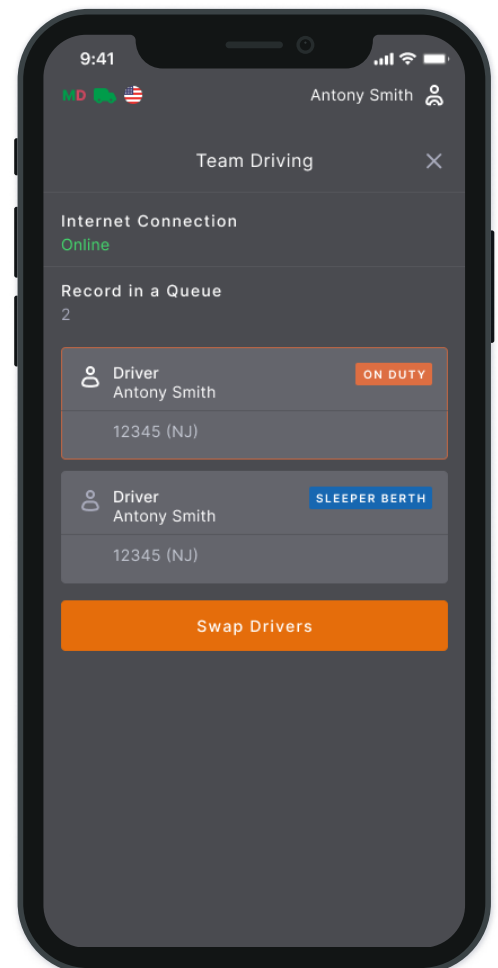 9:41
MD
Antony Smith
Team Driving
Internet Connection
Online
Record in a Queue
2
Driver
ON DUTY
Antony Smith
12345 (NJ)
Driver
SLEEPER BERTH
Antony Smith
12345 (NJ)
Swap Drivers